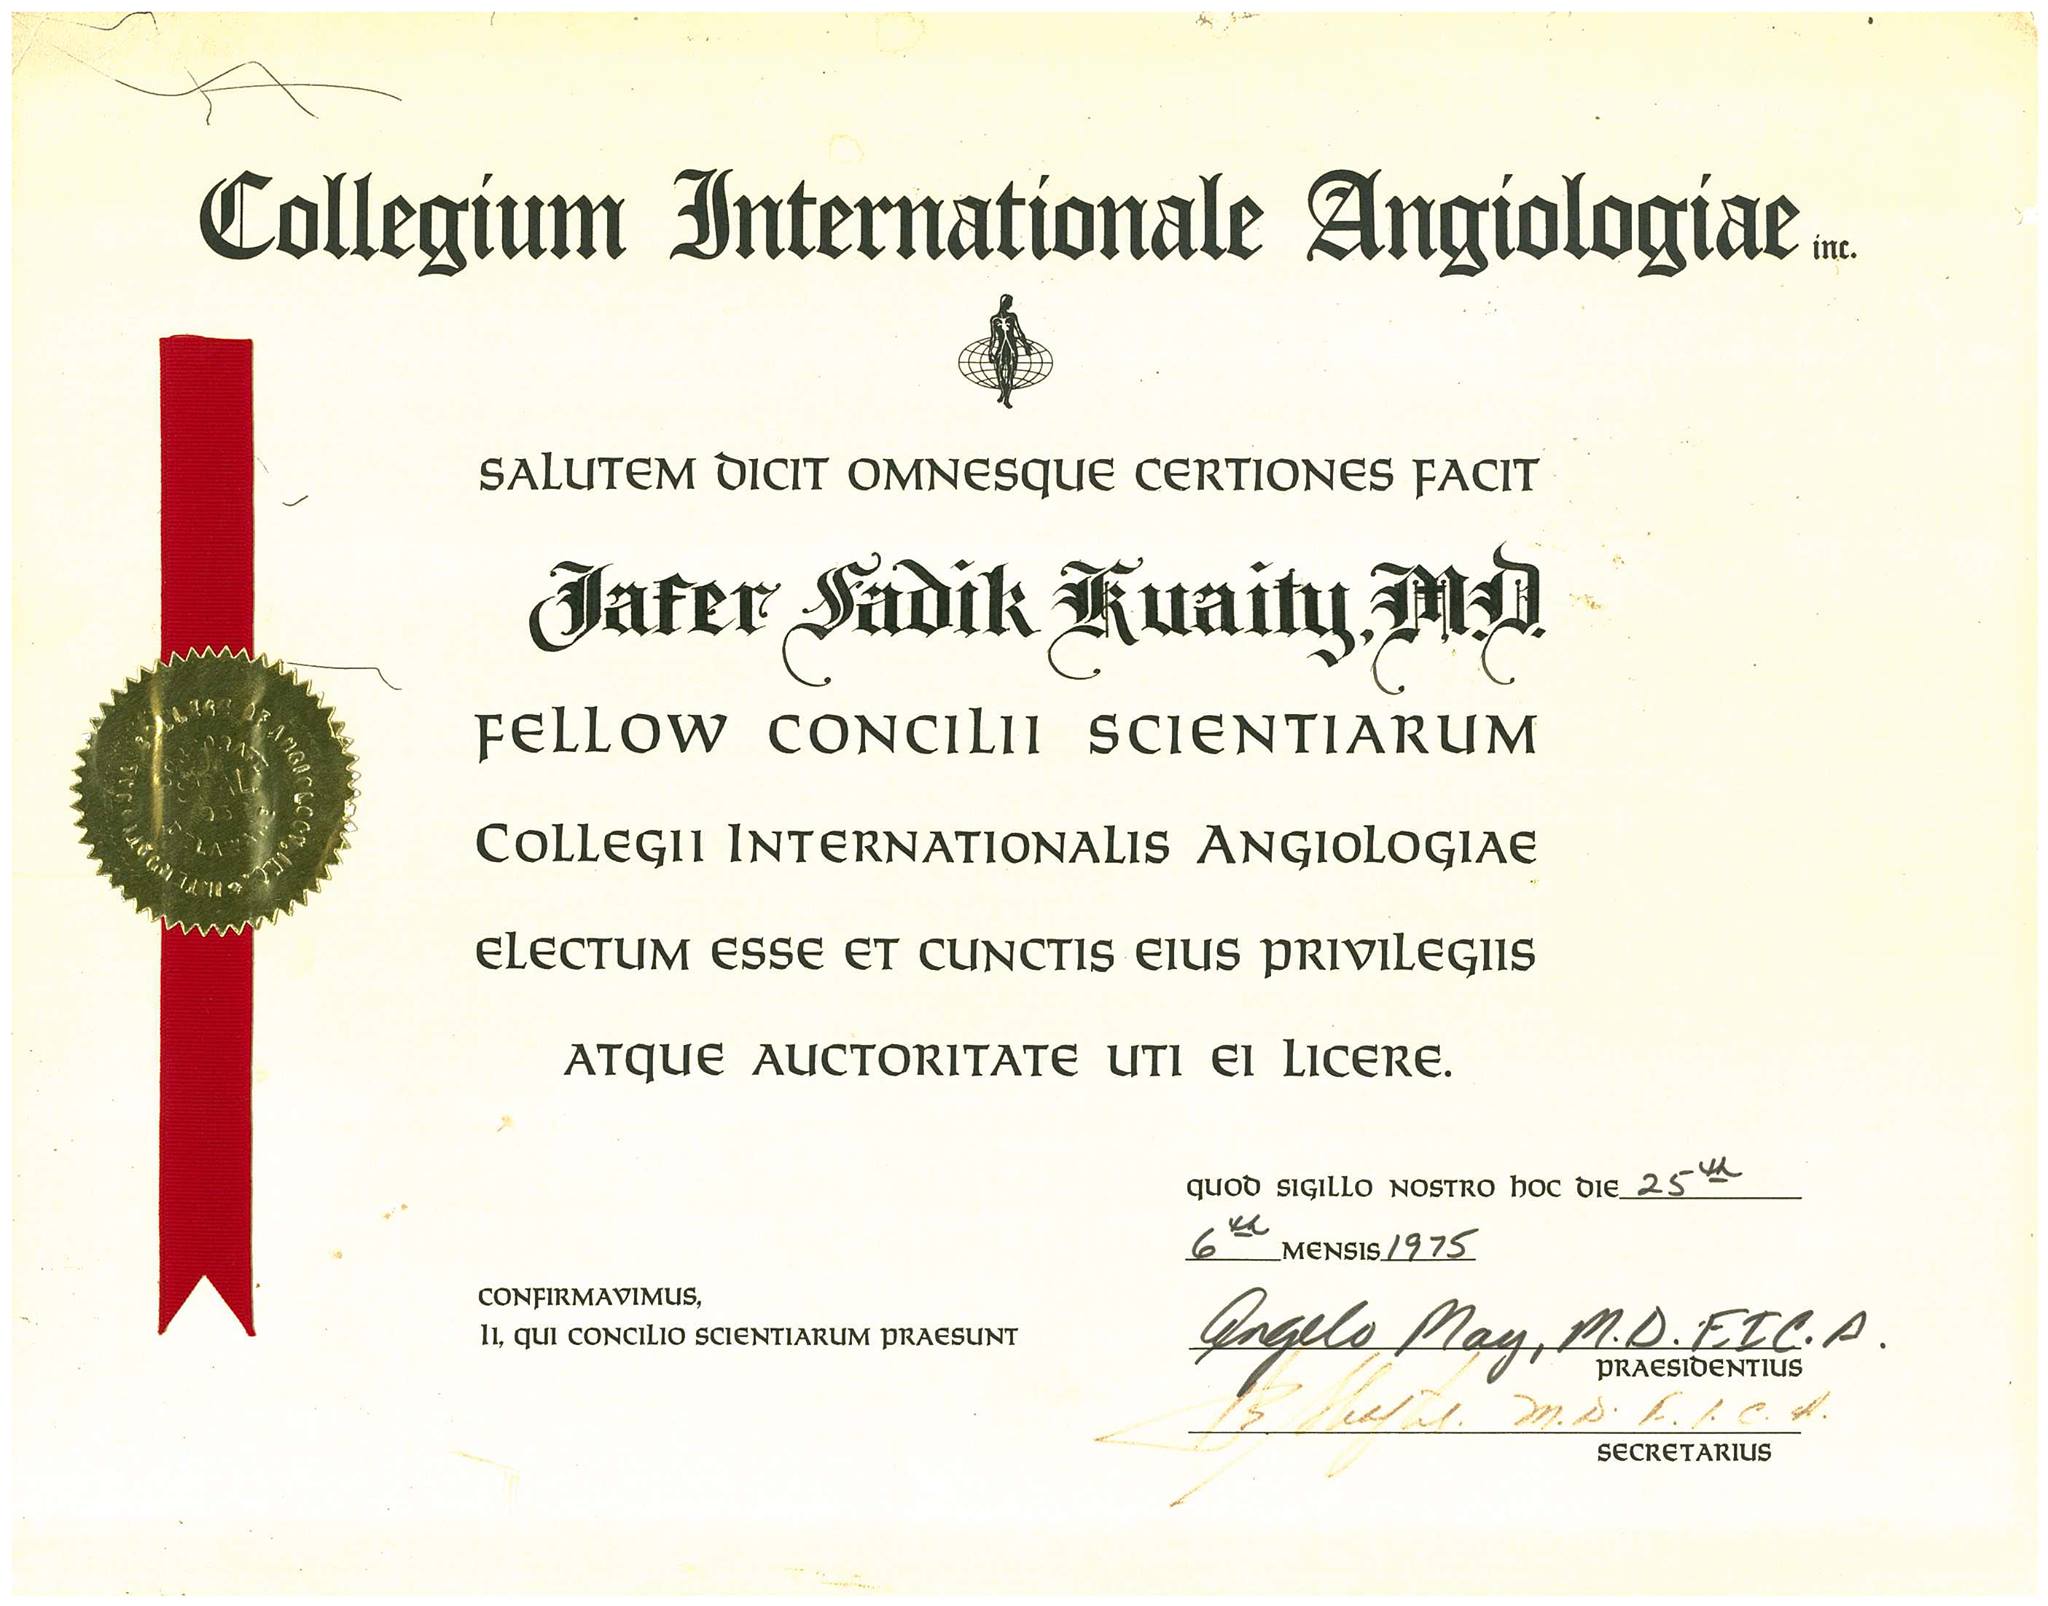 Collegium Internationale Angiologiae inc.
SALUTEM DICIT OMNESQUE CERTIONES FACIT
Jafer Sadik Kuaity, M.D.
FELLOW CONCILII SCIENTIARUM
COLLEGII INTERNATIONALIS ANGIOLOGIAE
ELECTUM ESSE ET CUNCTIS EIUS PRIVILEGIIS
ATQUE AUCTORITATE UTI EI LICERE.
QUOD SIGILLO NOSTRO HOC DIE 25th
6th MENSIS 1975
CONFIRMAVIMUS,
II, QUI CONCILIO SCIENTIARUM PRAESUNT
Angelo May, M.D. F.I.C.A.
PRAESIDENTIUS
M.D. F.I.C.A.
SECRETARIUS